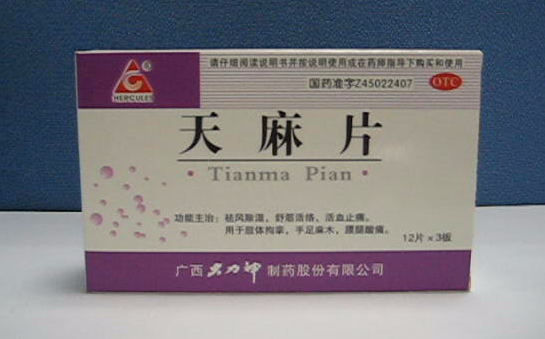 请仔细阅读说明书并按说明使用或在药师指导下购买和使用
HERCULES
国药准字Z45022407
OTC
天麻片
Tianma Pian
功能主治：祛风除湿，舒筋活络，活血止痛。
用于肢体拘挛，手足麻木，腰腿酸痛。
12片×3板
广西大力神制药股份有限公司